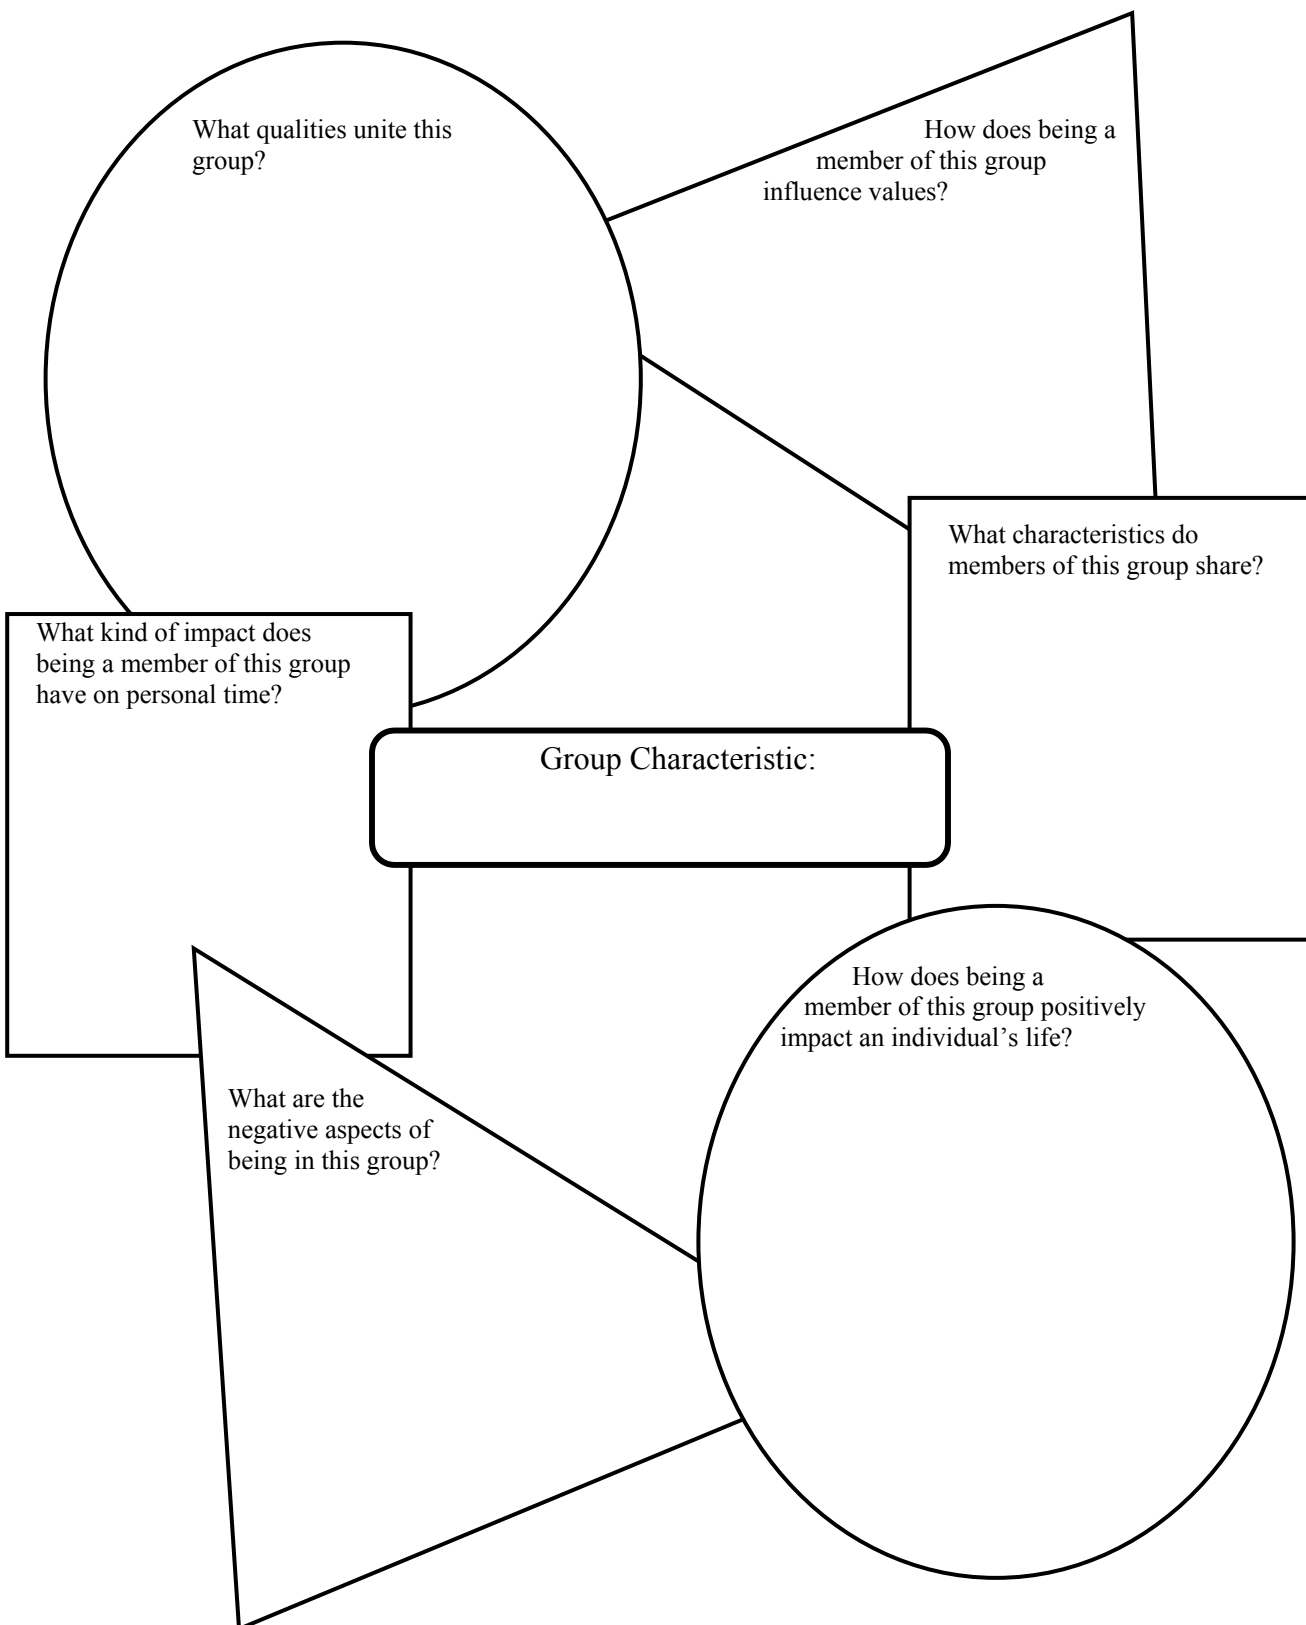 What qualities unite this
group?
How does being a
member of this group
influence values?
What characteristics do
members of this group share?
What kind of impact does
being a member of this group
have on personal time?
Group Characteristic:
How does being a
member of this group positively
impact an individual’s life?
What are the
negative aspects of
being in this group?